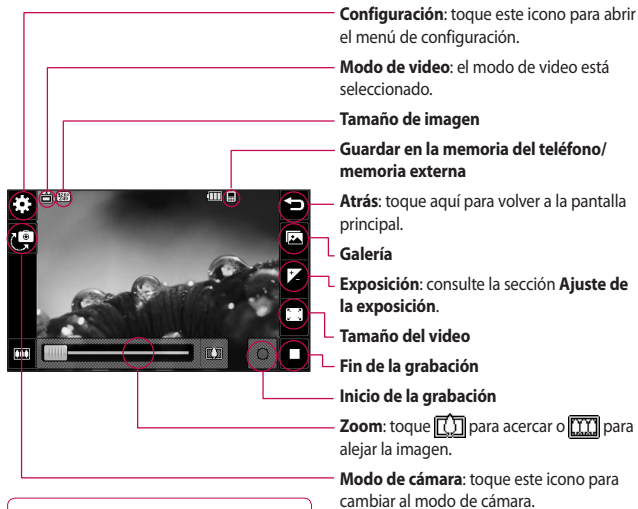 Configuración: toque este icono para abrir
el menú de configuración.
Modo de video: el modo de video está
seleccionado.
Tamaño de imagen
Guardar en la memoria del teléfono/
memoria externa
Atrás: toque aquí para volver a la pantalla
principal.
Galería
Exposición: consulte la sección Ajuste de
la exposición.
Tamaño del video
Fin de la grabación
Inicio de la grabación
Zoom: toque para acercar o para
alejar la imagen.
Modo de cámara: toque este icono para
cambiar al modo de cámara.